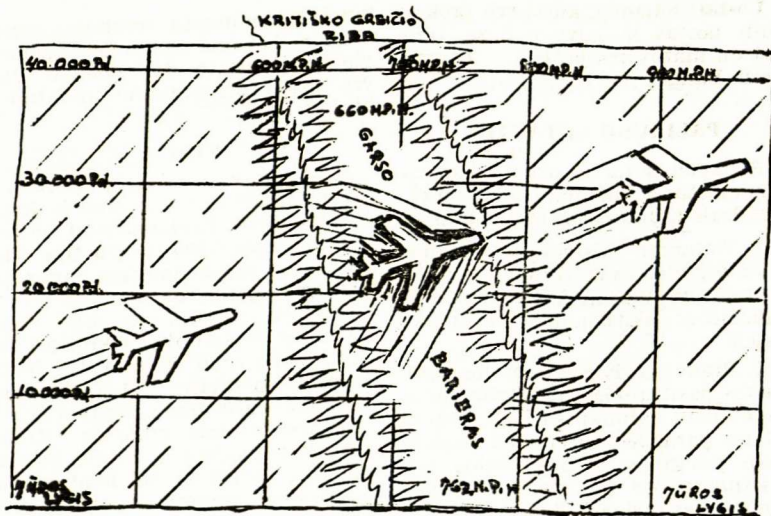 KRITIŠKO GREIČIO
RIBA
40.000 Pd.
600 M.P.H.
700 M.P.H.
800 M.P.H.
900 M.P.H
660 M.P.H.
GARSO
30.000 Pd.
20.000 Pd.
BARIERAS
10.000 Pd.
JŪROS
LYGIS
762 M.P.H
JŪROS
LYGIS